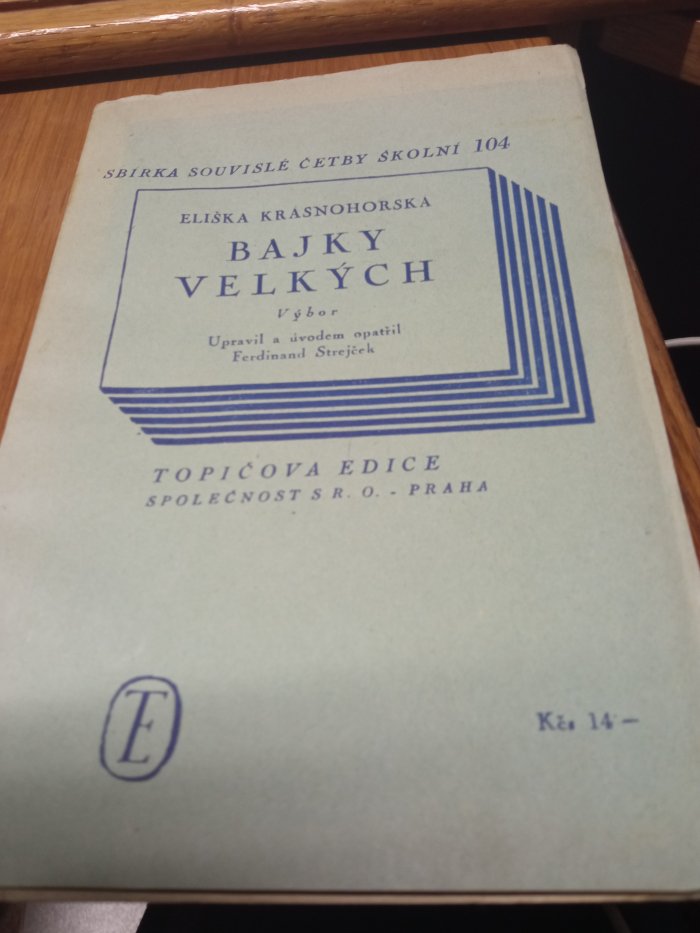 SBÍRKA SOUVISLÉ ČETBY ŠKOLNÍ 104
ELIŠKA KRÁSNOHORSKÁ
BAJKY
VELKÝCH
Výbor
Upravil a úvodem opatřil
Ferdinand Strejček
TOPIČOVA EDICE
SPOLEČNOST S R. O. - PRAHA
TE
Kčs 14 —